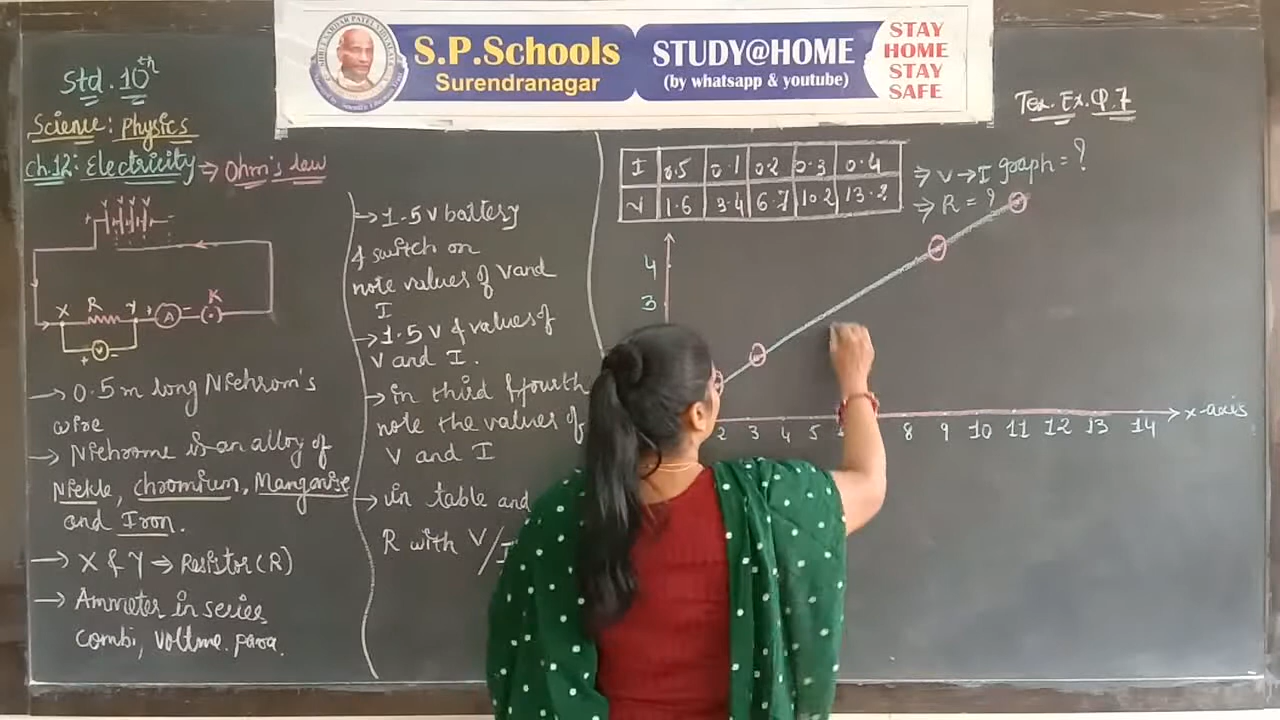 S.P.Schools
Surendranagar
STUDY@HOME
(by whatsapp & youtube)
STAY
HOME
STAY
SAFE
Std. 10th
Science: Physics
Ch.12: Electricity ⇒ Ohm's law
X R Y + A - K
+ V -
→ 0.5 m long Nichrom's
wire
→ Nichrome is an alloy of
Nickle, chromium, Manganise
and Iron.
→ X & Y ⇒ Resistor (R)
→ Ammeter in series
combi, voltme. para.
→ 1.5 v battery
& switch on
note values of V and
I
→ 1.5 v & values of
V and I.
→ in third & fourth
note the values of
V and I
→ in table and
R with V/I
Tex. Ex. Q.7
I 0.5 0.1 0.2 0.3 0.4
V 1.6 3.4 6.7 10.2 13.2
⇒ V → I graph = ?
⇒ R = ?
4
3
2 3 4 5 8 9 10 11 12 13 14
x-axis